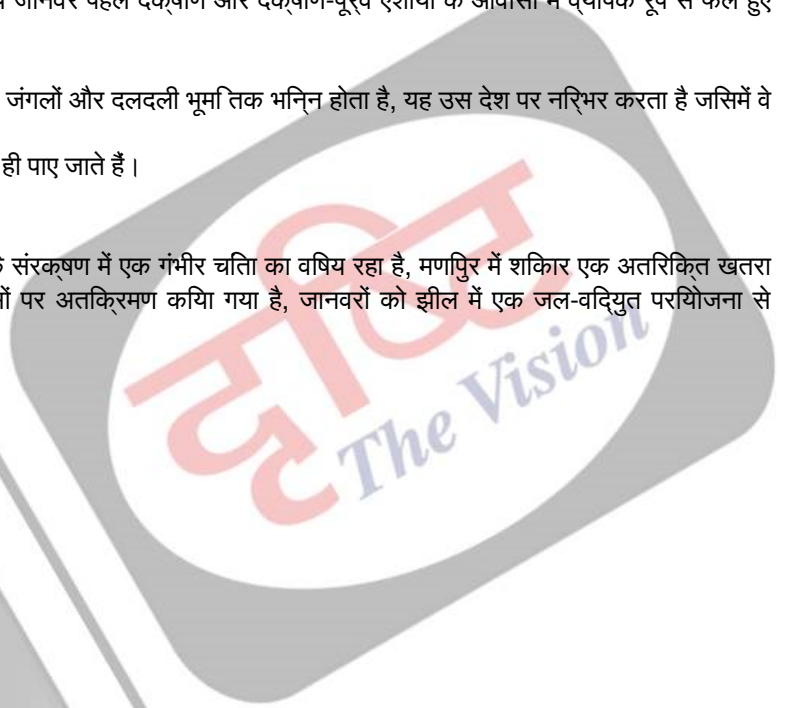 जानवर पहले दक्षिण और दक्षिण-पूर्व एशिया के आवासों में व्यापक रूप से फैले हुए
जंगलों और दलदली भूमि तक भिन्न होता है, यह उस देश पर निर्भर करता है जिसमें वे
ही पाए जाते हैं।
संरक्षण में एक गंभीर चिंता का विषय रहा है, मणिपुर में शिकार एक अतिरिक्त खतरा
पर अतिक्रमण किया गया है, जानवरों को झील में एक जल-विद्युत परियोजना से
दृष्टि
The Vision